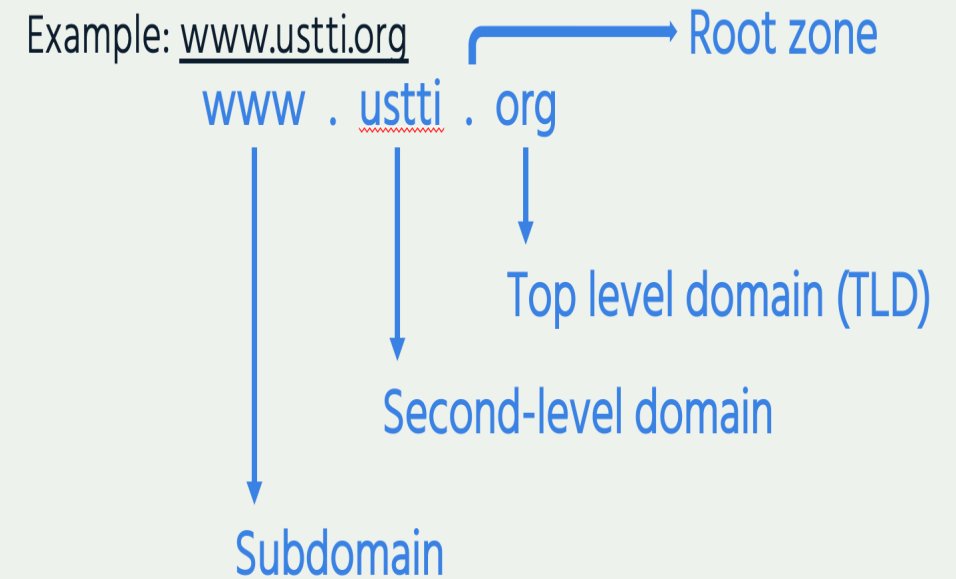 Example: www.ustti.org
Root zone
www . ustti . org
Top level domain (TLD)
Second-level domain
Subdomain